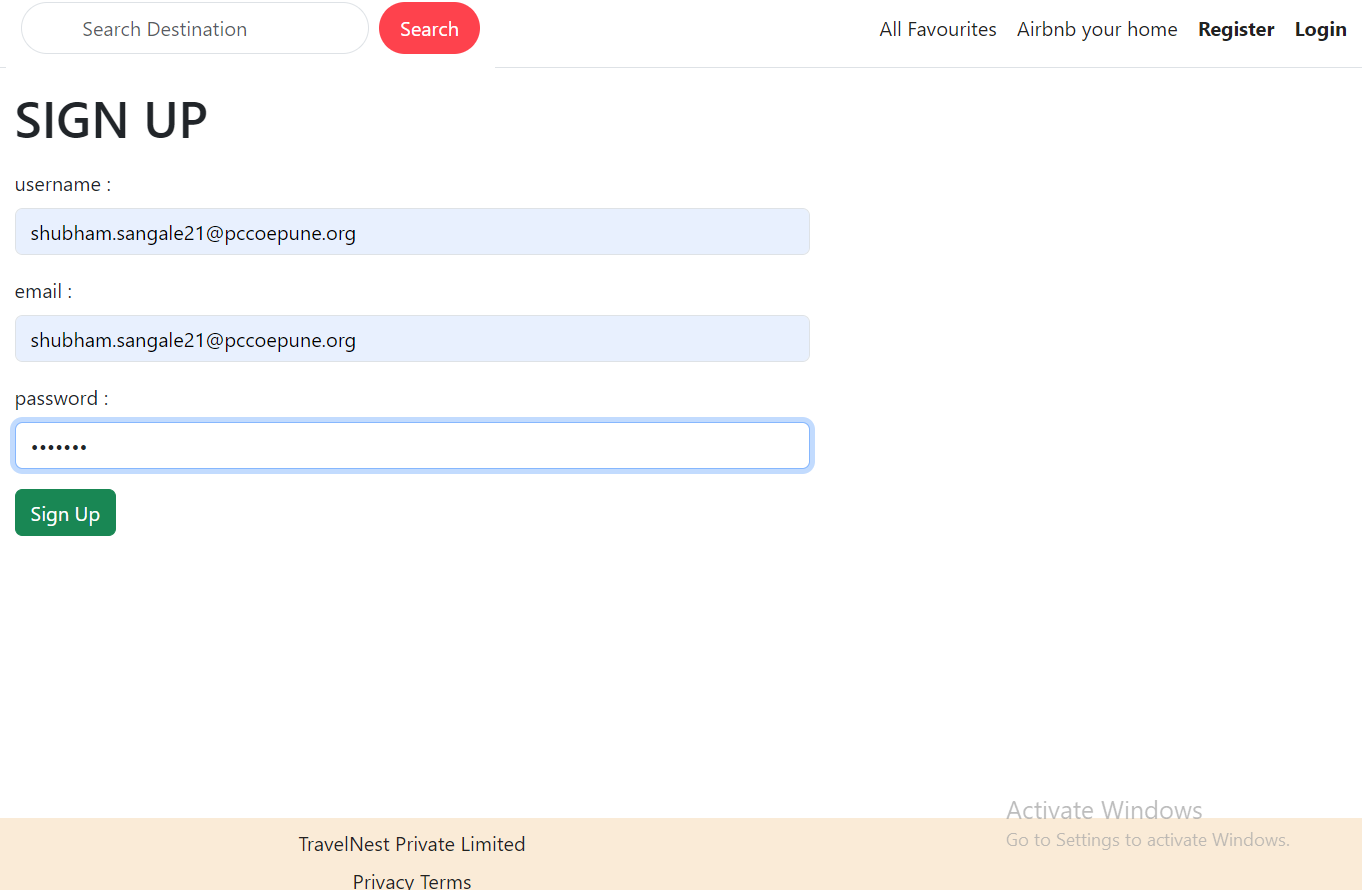 Search Destination Search All Favourites Airbnb your home Register Login
SIGN UP
username :
shubham.sangale21@pccoepune.org
email :
shubham.sangale21@pccoepune.org
password :
•••••••
Sign Up
Activate Windows
Go to Settings to activate Windows.
TravelNest Private Limited
Privacy Terms